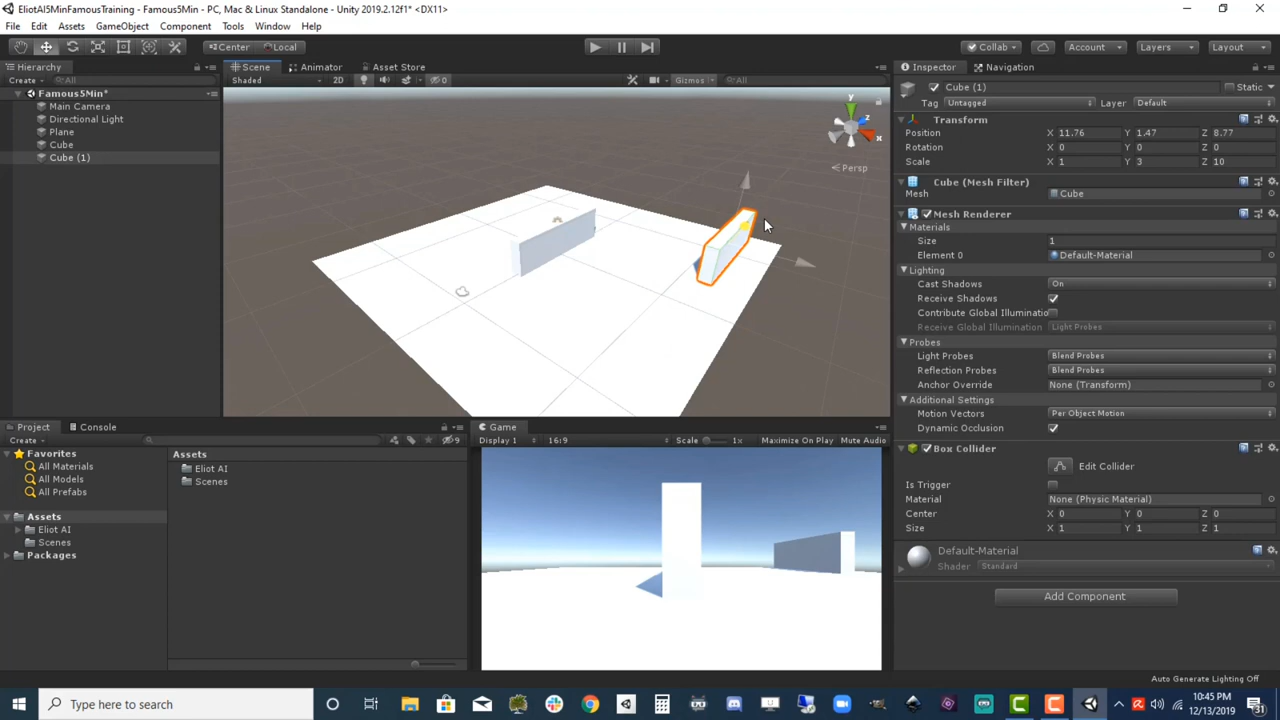 EliotAI5MinFamousTraining - Famous5Min - PC, Mac & Linux Standalone - Unity 2019.2.12f1* <DX11>
File Edit Assets GameObject Component Tools Window Help
Center Local Collab Account Layers Layout
Hierarchy
Create All
Famous5Min*
Main Camera
Directional Light
Plane
Cube
Cube (1)
Scene Animator Asset Store
Shaded 2D 0 Gizmos All
y
z
x
Persp
Inspector Navigation
Cube (1) Static
Tag Untagged Layer Default
Transform
Position X 11.76 Y 1.47 Z 8.77
Rotation X 0 Y 0 Z 0
Scale X 1 Y 3 Z 10
Cube (Mesh Filter)
Mesh Cube
Mesh Renderer
Materials
Size 1
Element 0 Default-Material
Lighting
Cast Shadows On
Receive Shadows
Contribute Global Illuminatio
Receive Global Illumination Light Probes
Probes
Light Probes Blend Probes
Reflection Probes Blend Probes
Anchor Override None (Transform)
Additional Settings
Motion Vectors Per Object Motion
Dynamic Occlusion
Box Collider
Edit Collider
Is Trigger
Material None (Physic Material)
Center X 0 Y 0 Z 0
Size X 1 Y 1 Z 1
Default-Material
Shader Standard
Add Component
Auto Generate Lighting Off
Project Console
Create 9
Favorites
All Materials
All Models
All Prefabs
Assets
Eliot AI
Scenes
Packages
Assets
Eliot AI
Scenes
Game
Display 1 16:9 Scale 1x Maximize On Play Mute Audio
Type here to search
10:45 PM
12/13/2019
31